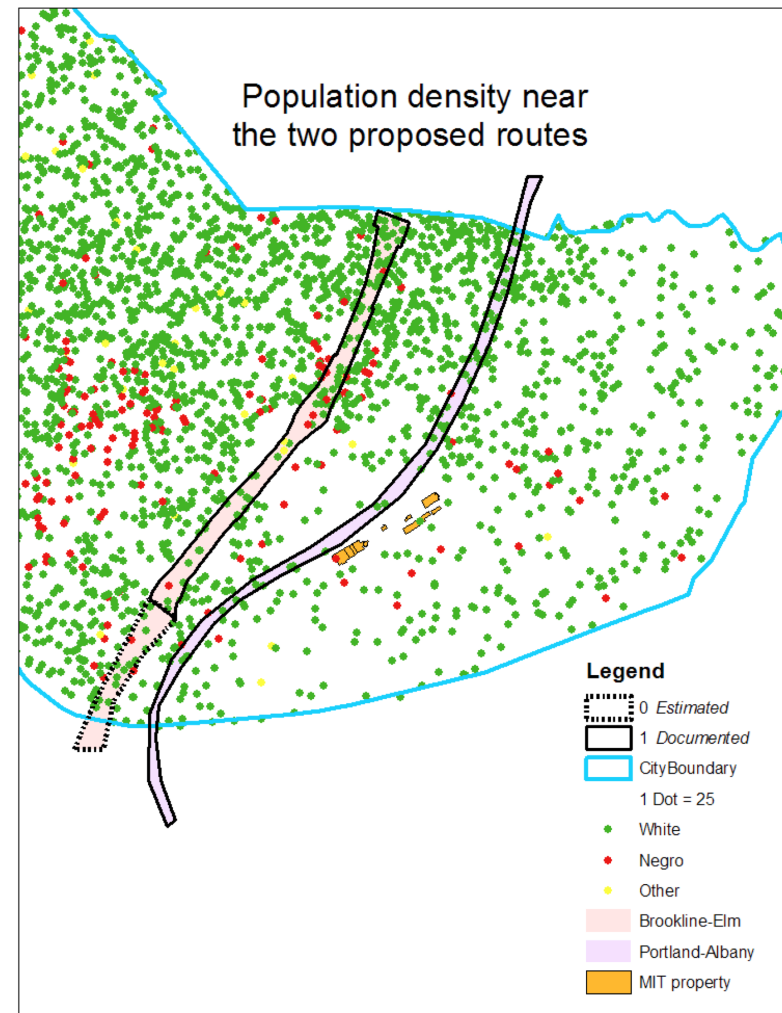 Population density near
the two proposed routes
Legend
0 Estimated
1 Documented
CityBoundary
1 Dot = 25
White
Negro
Other
Brookline-Elm
Portland-Albany
MIT property